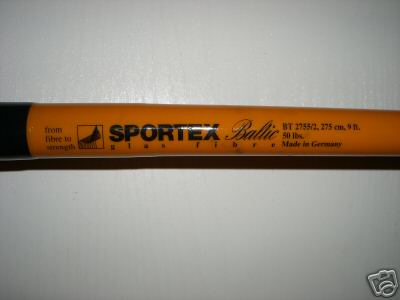 from
fibre to
strength
SPORTEX Baltic
glas fibre
BT 2755/2, 275 cm, 9 ft.
50 lbs.
Made in Germany